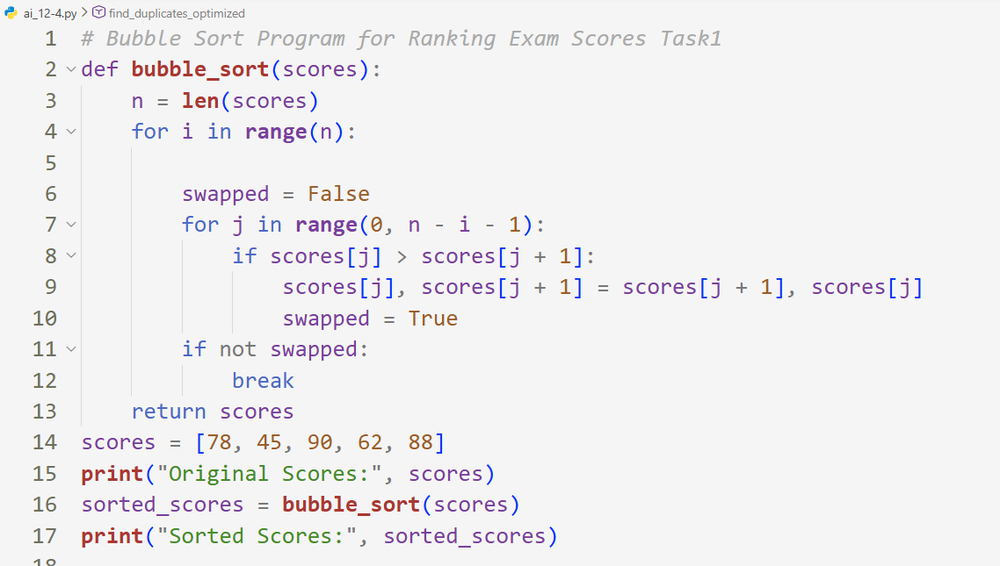 ai_12-4.py > find_duplicates_optimized
1 # Bubble Sort Program for Ranking Exam Scores Task1
2 def bubble_sort(scores):
3     n = len(scores)
4     for i in range(n):
5
6         swapped = False
7         for j in range(0, n - i - 1):
8             if scores[j] > scores[j + 1]:
9                 scores[j], scores[j + 1] = scores[j + 1], scores[j]
10                 swapped = True
11         if not swapped:
12             break
13     return scores
14 scores = [78, 45, 90, 62, 88]
15 print("Original Scores:", scores)
16 sorted_scores = bubble_sort(scores)
17 print("Sorted Scores:", sorted_scores)
18